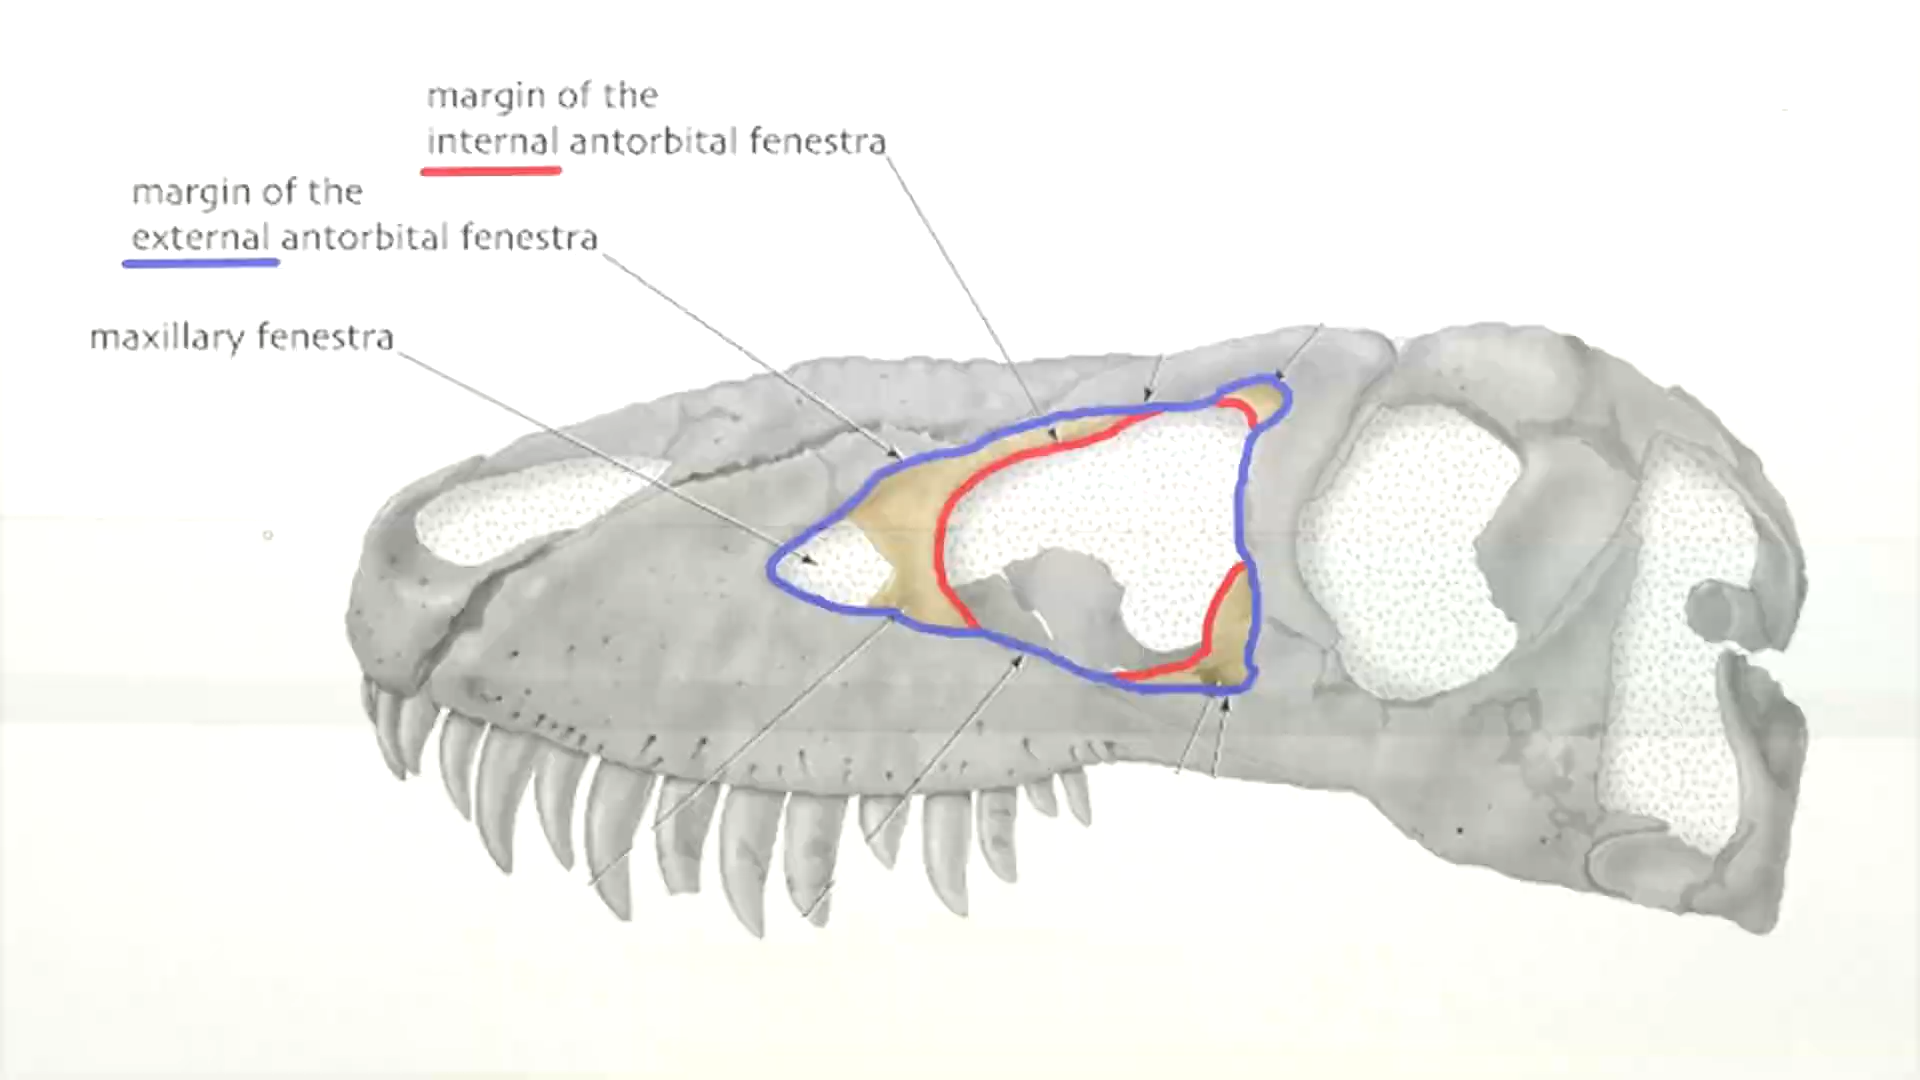 margin of the
internal antorbital fenestra
margin of the
external antorbital fenestra
maxillary fenestra